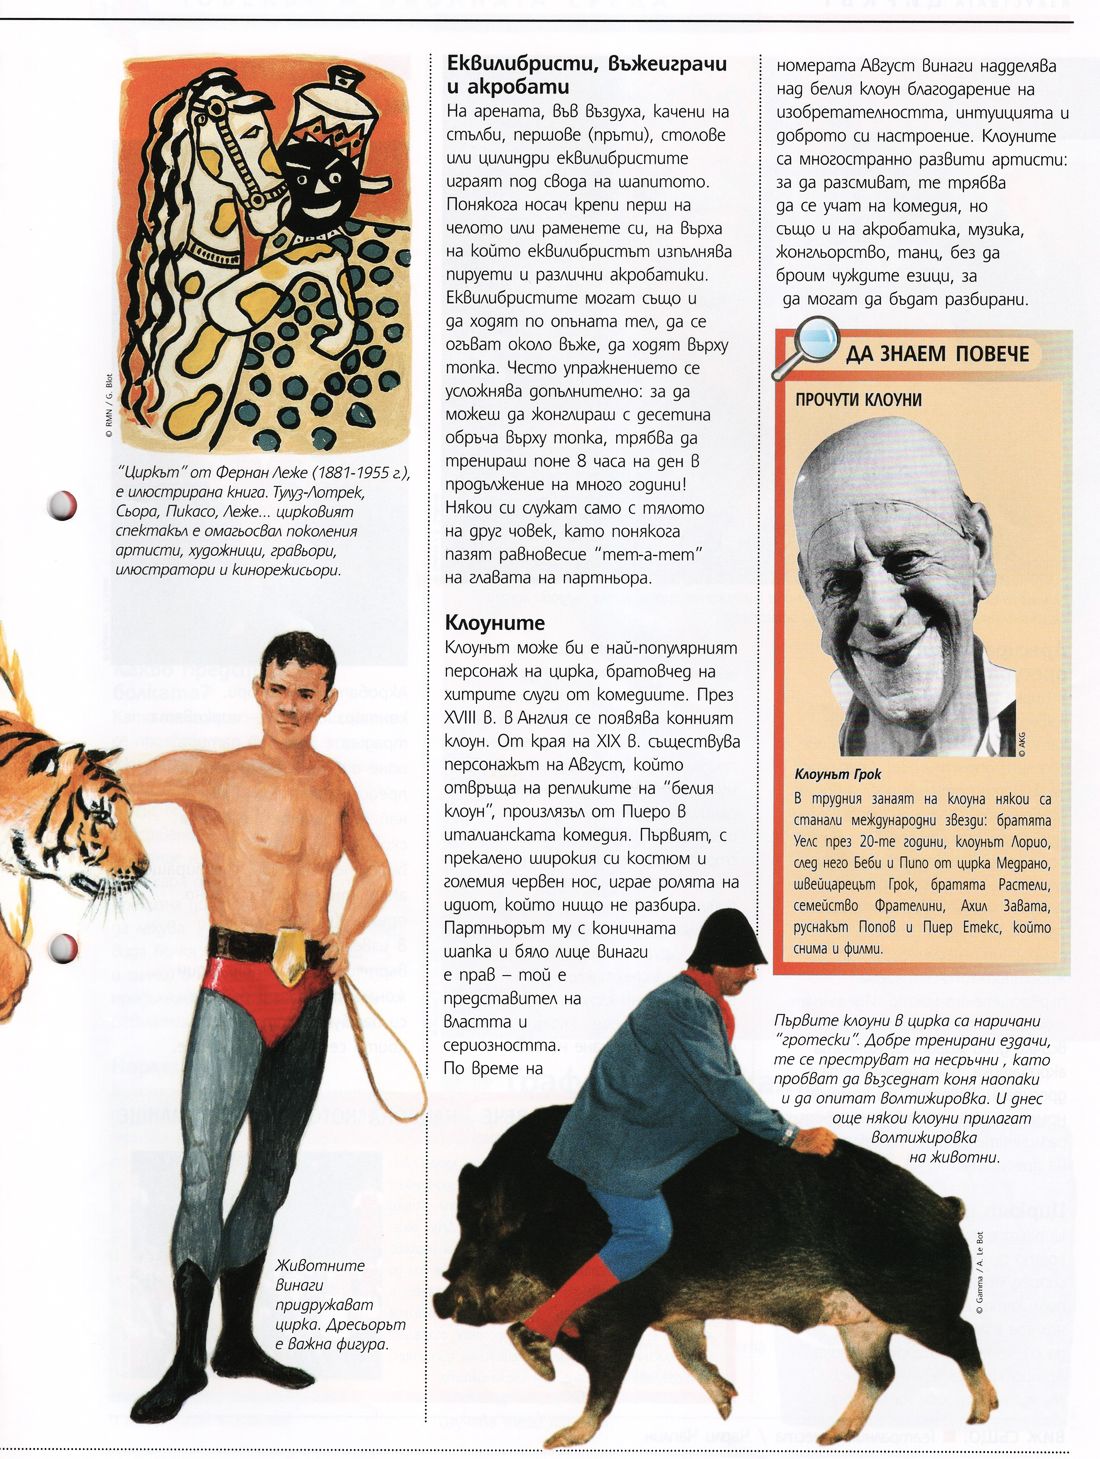 © RMN / G. Blot
"Циркът" от Фернан Леже (1881-1955 г.),
е илюстрирана книга. Тулуз-Лотрек,
Сьора, Пикасо, Леже... цирковият
спектакъл е омагьосвал поколения
артисти, художници, гравьори,
илюстратори и кинорежисьори.
Животните
винаги
придружават
цирка. Дресьорът
е важна фигура.
Еквилибристи, въжеиграчи
и акробати
На арената, във въздуха, качени на
стълби, першове (пръти), столове
или цилиндри еквилибристите
играят под свода на шапитото.
Понякога носач крепи перш на
челото или раменете си, на върха
на който еквилибристът изпълнява
пируети и различни акробатики.
Еквилибристите могат също и
да ходят по опъната тел, да се
огъват около въже, да ходят върху
топка. Често упражнението се
усложнява допълнително: за да
можеш да жонглираш с десетина
обръча върху топка, трябва да
тренираш поне 8 часа на ден в
продължение на много години!
Някои си служат само с тялото
на друг човек, като понякога
пазят равновесие "тет-а-тет"
на главата на партньора.
Клоуните
Клоунът може би е най-популярният
персонаж на цирка, братовчед на
хитрите слуги от комедиите. През
XVIII в. в Англия се появява конният
клоун. От края на XIX в. съществува
персонажът на Август, който
отвръща на репликите на "белия
клоун", произлязъл от Пиеро в
италианската комедия. Първият, с
прекалено широкия си костюм и
големия червен нос, играе ролята на
идиот, който нищо не разбира.
Партньорът му с коничната
шапка и бяло лице винаги
е прав – той е
представител на
властта и
сериозността.
По време на
номерата Август винаги надделява
над белия клоун благодарение на
изобретателността, интуицията и
доброто си настроение. Клоуните
са многостранно развити артисти:
за да разсмиват, те трябва
да се учат на комедия, но
също и на акробатика, музика,
жонгльорство, танц, без да
броим чуждите езици, за
да могат да бъдат разбирани.
ДА ЗНАЕМ ПОВЕЧЕ
ПРОЧУТИ КЛОУНИ
© AKG
Клоунът Грок
В трудния занаят на клоуна някои са
станали международни звезди: братята
Уелс през 20-те години, клоунът Лорио,
след него Беби и Пипо от цирка Медрано,
швейцарецът Грок, братята Растели,
семейство Фрателини, Ахил Завата,
руснакът Попов и Пиер Етекс, който
снима и филми.
Първите клоуни в цирка са наричани
"гротески". Добре тренирани ездачи,
те се преструват на несръчни , като
пробват да възседнат коня наопаки
и да опитат волтижировка. И днес
още някои клоуни прилагат
волтижировка
на животни.
© Gamma / A. Le Bot